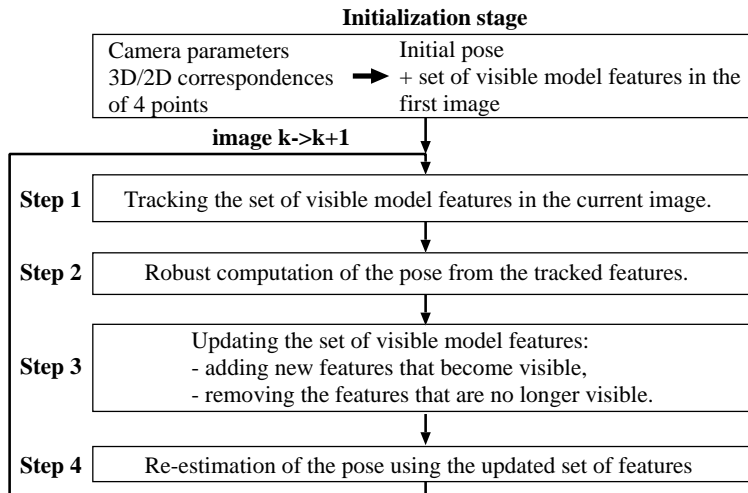 Initialization stage
Camera parameters
3D/2D correspondences
of 4 points
Initial pose
+ set of visible model features in the
first image
image k->k+1
Step 1
Tracking the set of visible model features in the current image.
Step 2
Robust computation of the pose from the tracked features.
Step 3
Updating the set of visible model features:
- adding new features that become visible,
- removing the features that are no longer visible.
Step 4
Re-estimation of the pose using the updated set of features